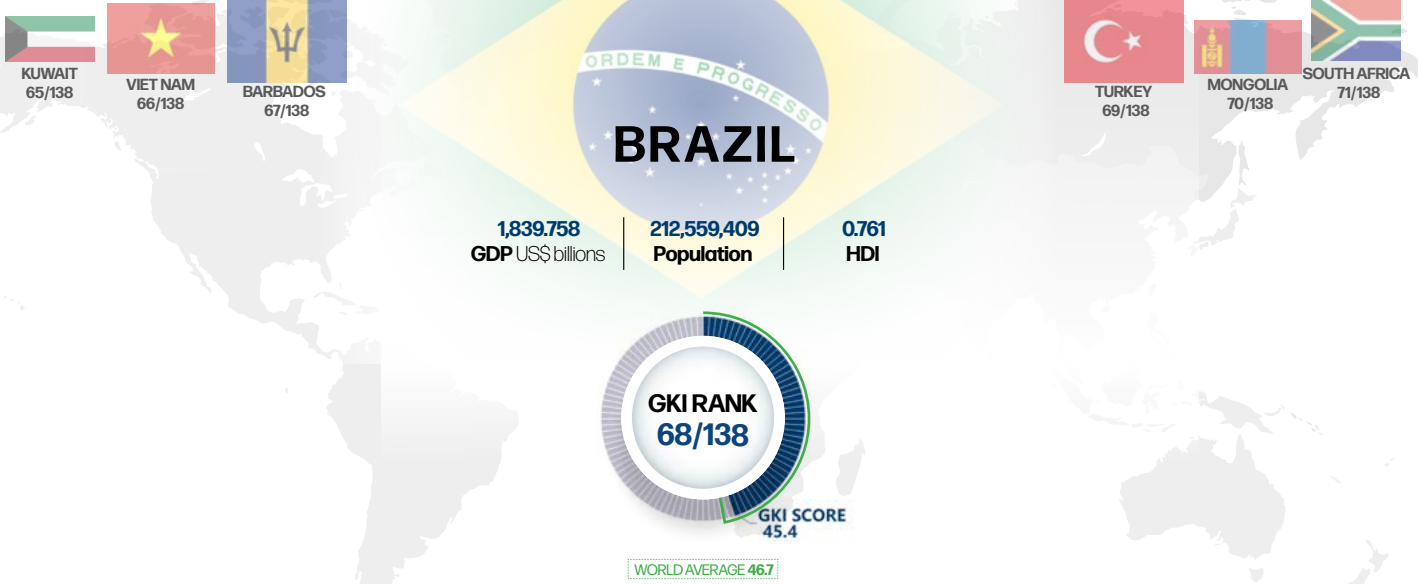 KUWAIT
65/138
VIET NAM
66/138
BARBADOS
67/138
ORDEM E PROGRESSO
BRAZIL
TURKEY
69/138
MONGOLIA
70/138
SOUTH AFRICA
71/138
1,839.758
GDP US$ billions
212,559,409
Population
0.761
HDI
GKI RANK
68/138
GKI SCORE
45.4
WORLD AVERAGE 46.7